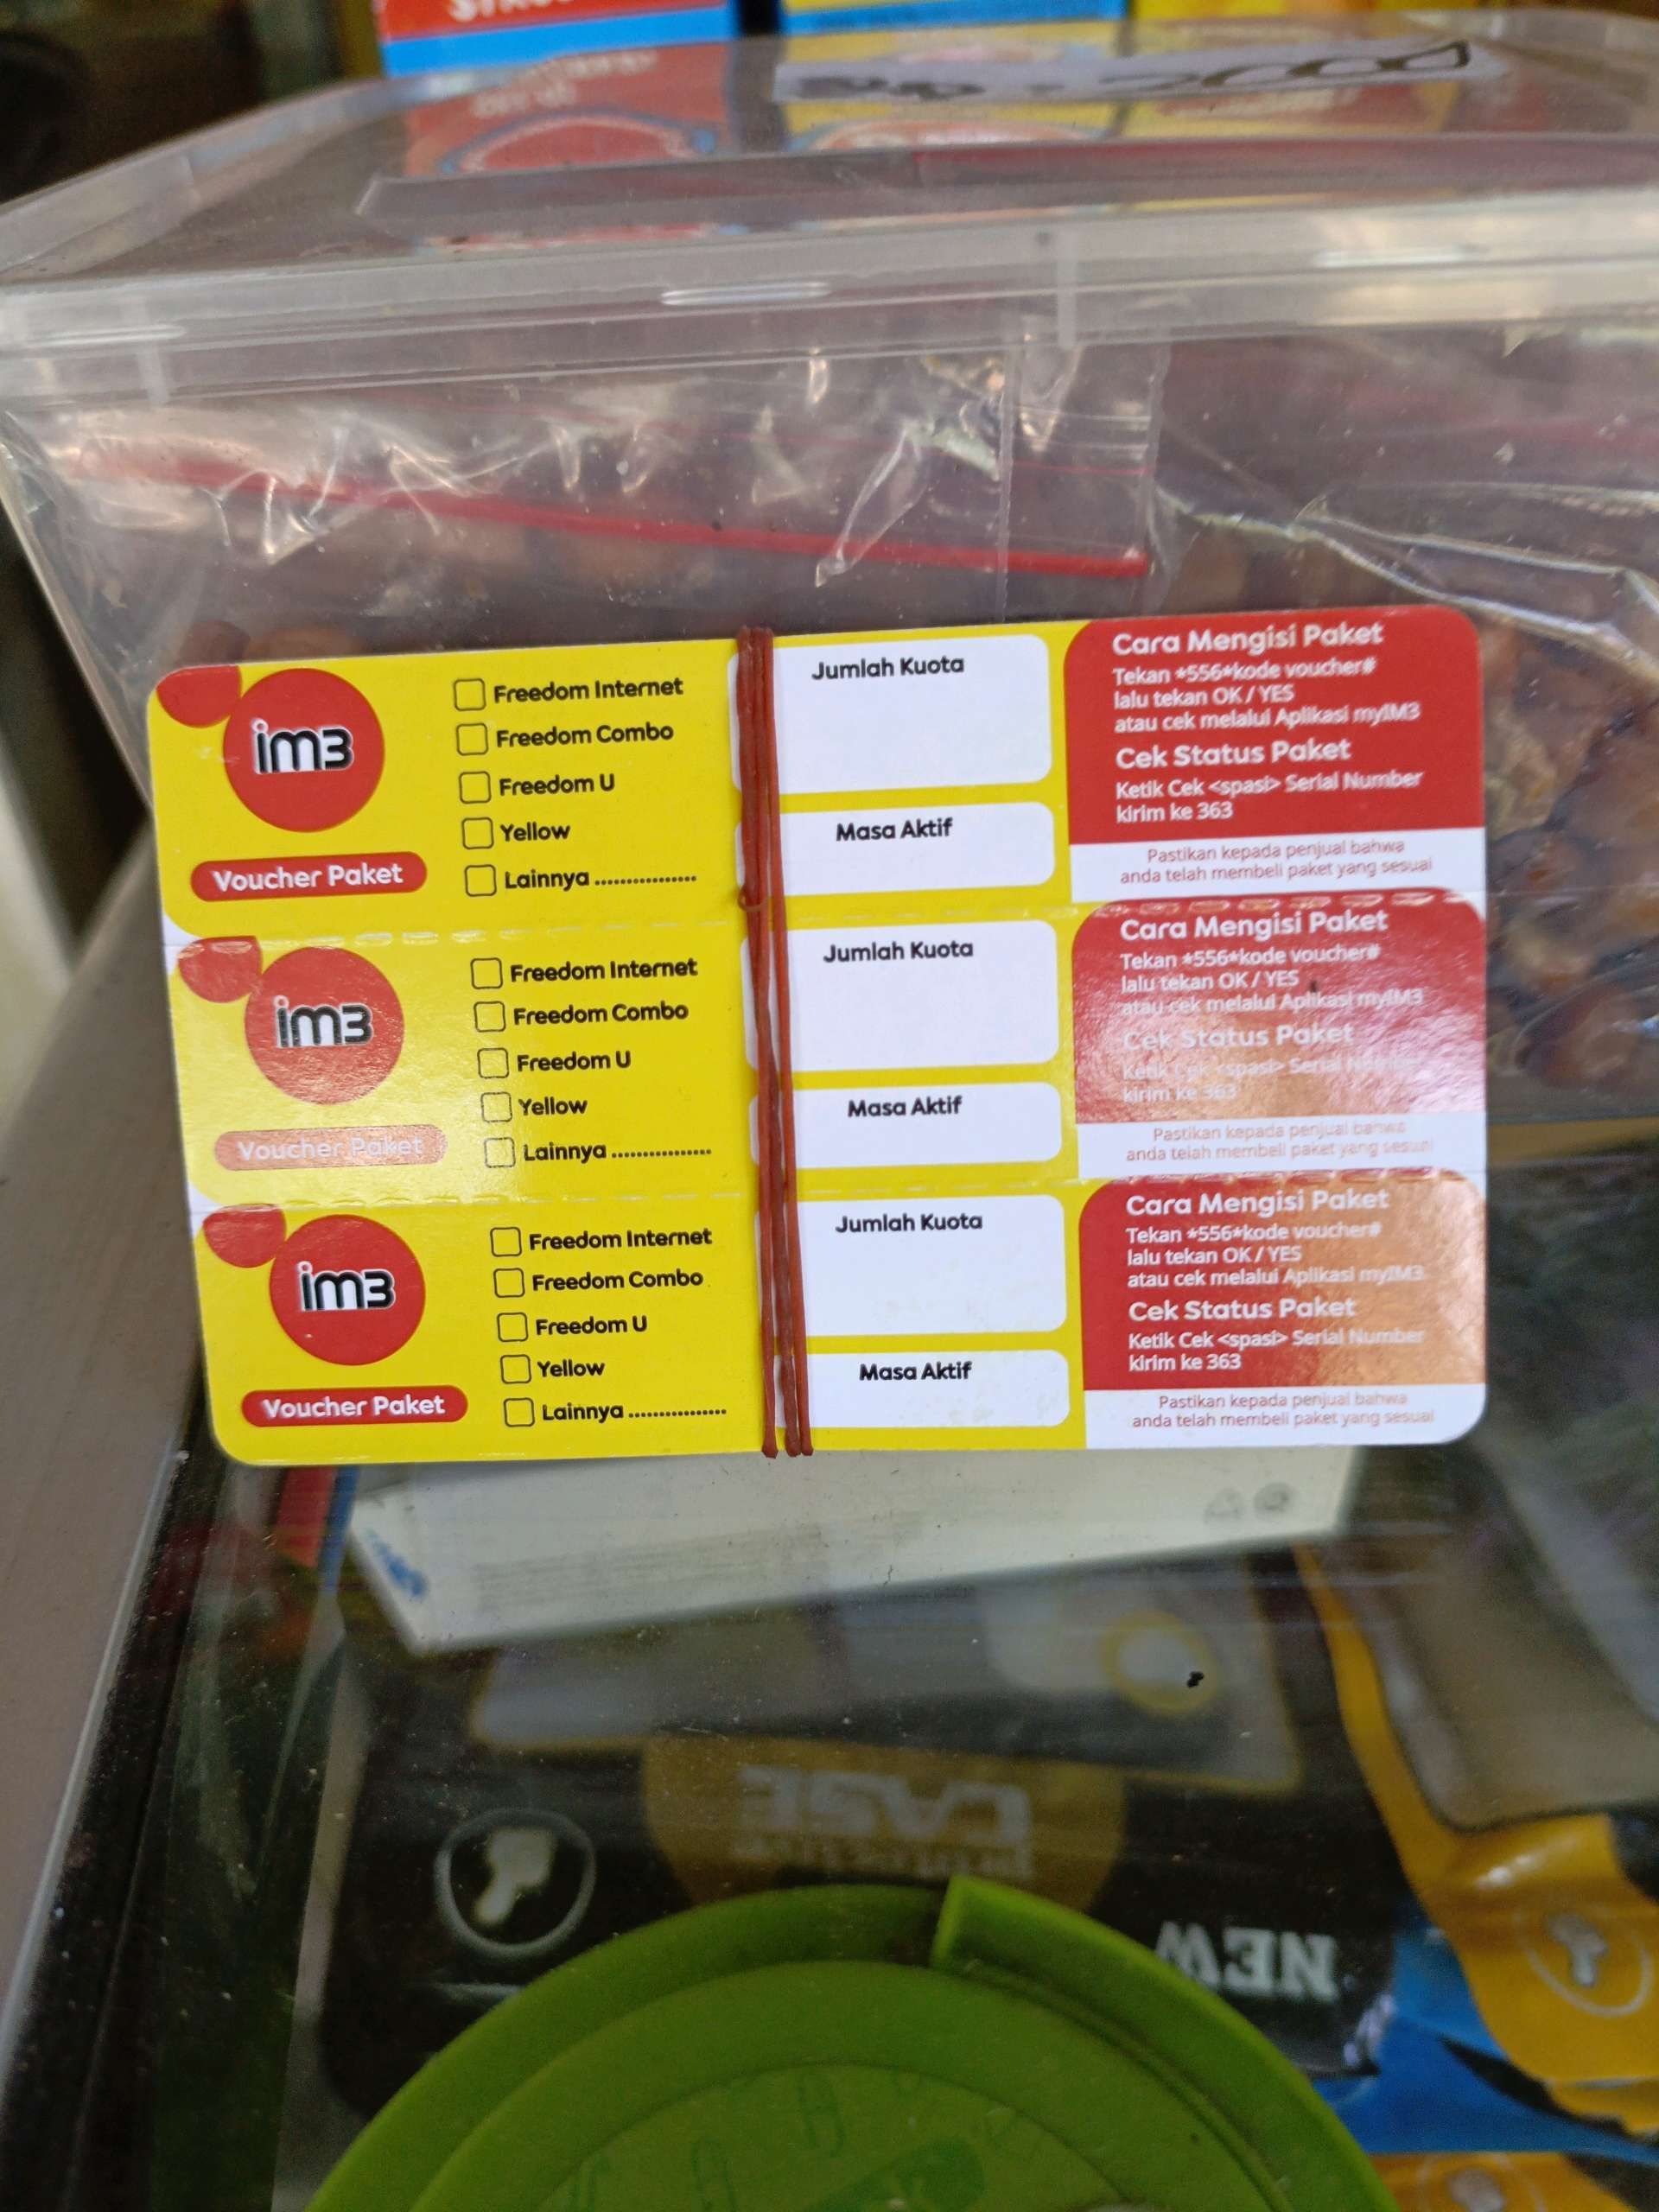 im3
Voucher Paket
Freedom Internet
Freedom Combo
Freedom U
Yellow
Lainnya ................
Jumlah Kuota
Masa Aktif
Cara Mengisi Paket
Tekan *556*kode voucher#
lalu tekan OK / YES
atau cek melalui Aplikasi myIM3
Cek Status Paket
Ketik Cek <spasi> Serial Number
kirim ke 363
Pastikan kepada penjual bahwa
anda telah membeli paket yang sesuai
im3
Voucher Paket
Freedom Internet
Freedom Combo
Freedom U
Yellow
Lainnya ................
Jumlah Kuota
Masa Aktif
Cara Mengisi Paket
Tekan *556*kode voucher#
lalu tekan OK / YES
atau cek melalui Aplikasi myIM3
Cek Status Paket
Ketik Cek <spasi> Serial
kirim ke 363
Pastikan kepada penjual bahwa
anda telah membeli paket yang sesuai
im3
Voucher Paket
Freedom Internet
Freedom Combo
Freedom U
Yellow
Lainnya ................
Jumlah Kuota
Masa Aktif
Cara Mengisi Paket
Tekan *556*kode voucher#
lalu tekan OK / YES
atau cek melalui Aplikasi myIM3
Cek Status Paket
Ketik Cek <spasi> Serial Number
kirim ke 363
Pastikan kepada penjual bahwa
anda telah membeli paket yang sesuai
CASE
NEW